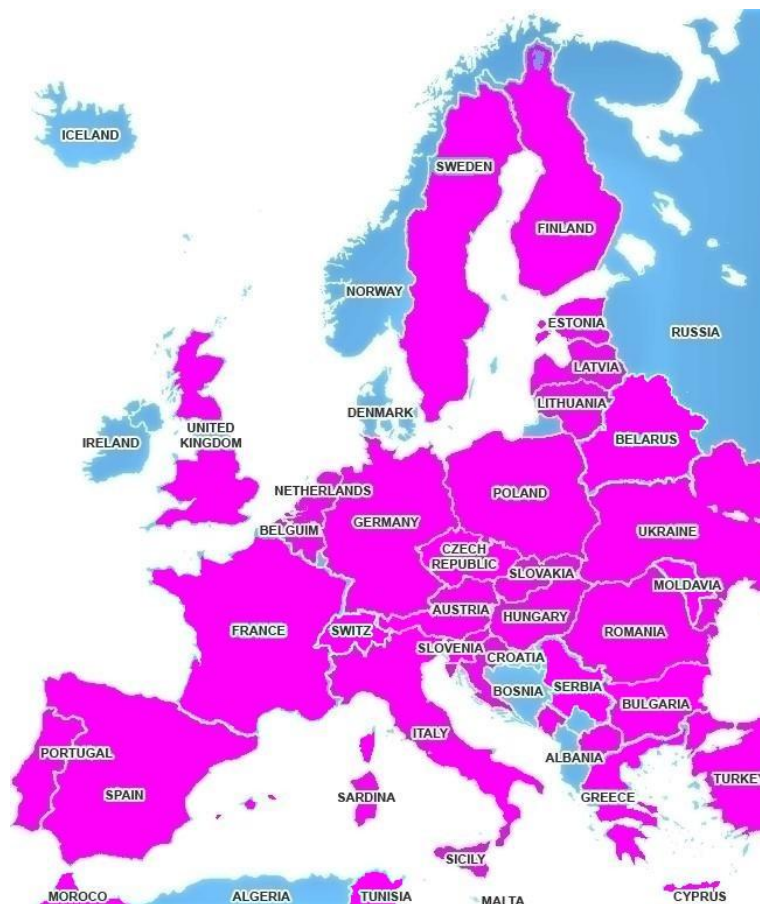 ICELAND
SWEDEN
FINLAND
NORWAY
ESTONIA
RUSSIA
LATVIA
LITHUANIA
DENMARK
UNITED
KINGDOM
IRELAND
BELARUS
NETHERLANDS
POLAND
GERMANY
BELGUIM
UKRAINE
CZECH
REPUBLIC
SLOVAKIA
MOLDAVIA
AUSTRIA
HUNGARY
FRANCE
SWITZ
ROMANIA
SLOVENIA
CROATIA
BOSNIA
SERBIA
BULGARIA
ITALY
PORTUGAL
ALBANIA
TURKEY
SPAIN
SARDINA
GREECE
SICILY
MOROCO
ALGERIA
TUNISIA
MALTA
CYPRUS